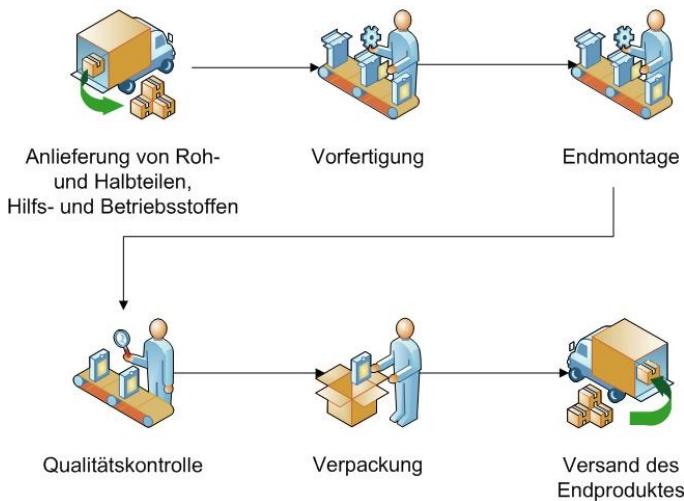 Anlieferung von Roh-
und Halbteilen,
Hilfs- und Betriebsstoffen
Vorfertigung
Endmontage
Qualitätskontrolle
Verpackung
Versand des
Endproduktes